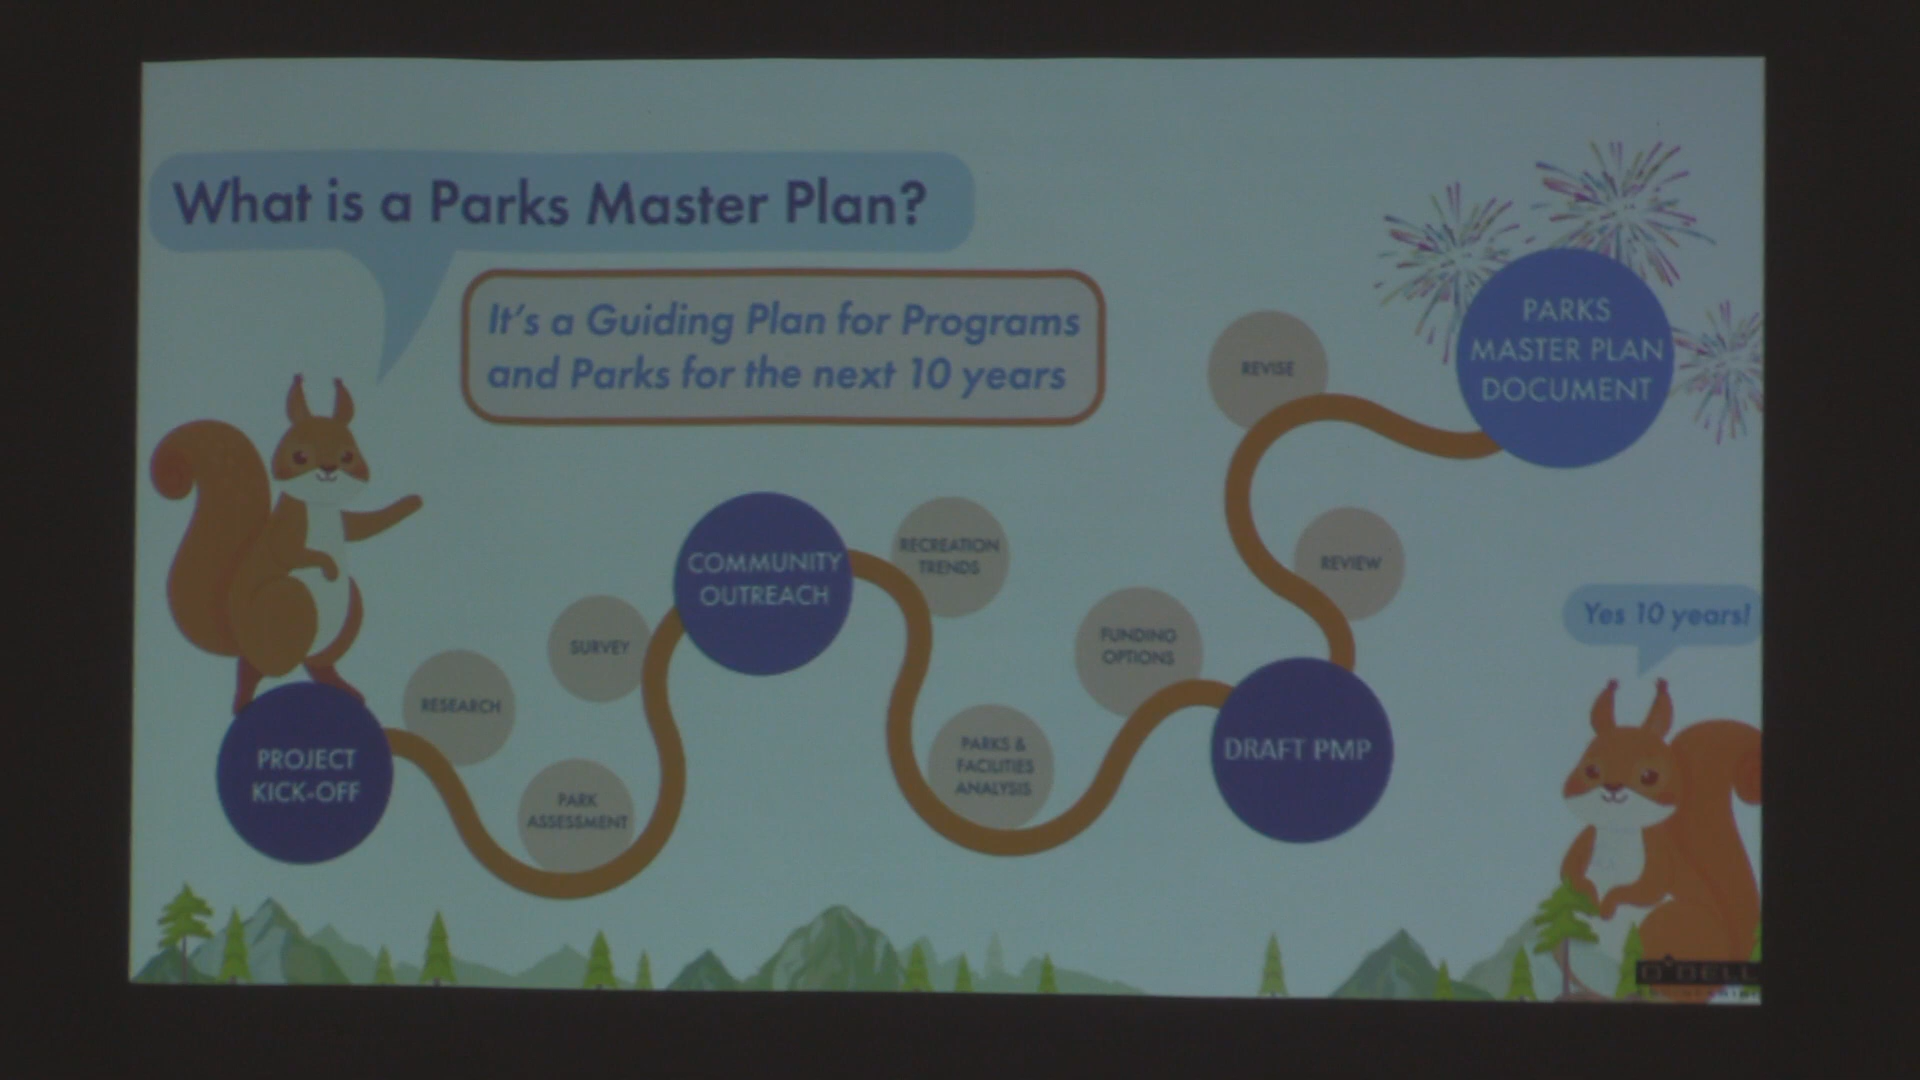 What is a Parks Master Plan?
It's a Guiding Plan for Programs
and Parks for the next 10 years
PROJECT
KICK-OFF
RESEARCH
PARK
ASSESSMENT
SURVEY
COMMUNITY
OUTREACH
RECREATION
TRENDS
PARKS &
FACILITIES
ANALYSIS
FUNDING
OPTIONS
DRAFT PMP
REVIEW
REVISE
PARKS
MASTER PLAN
DOCUMENT
Yes 10 years!
O'DELL